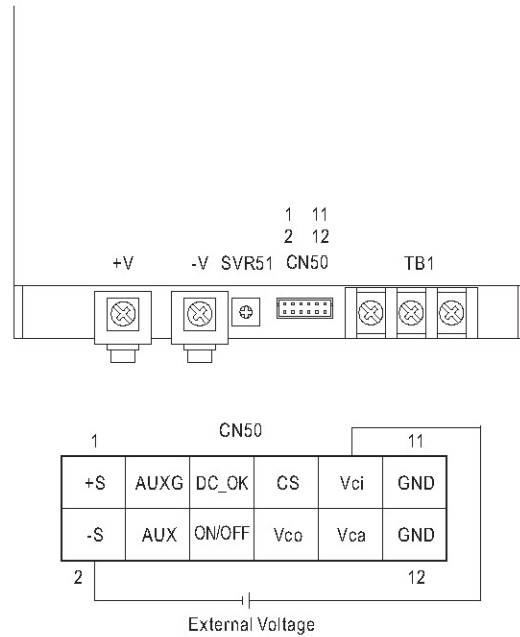 1 11
2 12
+V -V SVR51 CN50 TB1
CN50
1 11
+S AUXG DC_OK CS Vci GND
-S AUX ON/OFF Vco Vca GND
2 12
External Voltage